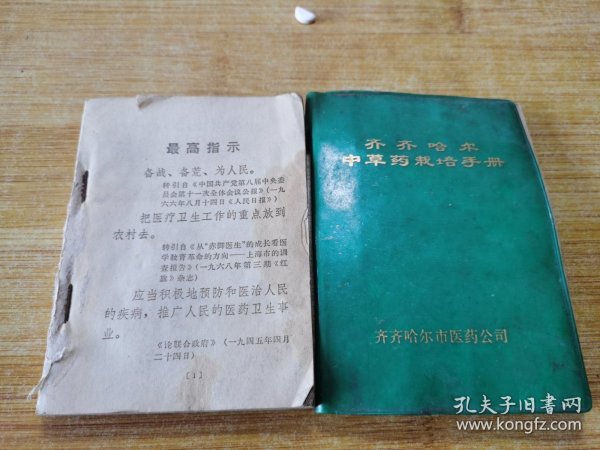 最高指示
备战、备荒、为人民。
转引自《中国共产党第八届中央委
员会第十一次全体会议公报》(一九
六六年八月十四日《人民日报》)
把医疗卫生工作的重点放到
农村去。
转引自《从“赤脚医生”的成长看医
学教育革命的方向——上海市的调
查报告》(一九六八年第三期《红
旗》杂志)
应当积极地预防和医治人民
的疾病,推广人民的医药卫生事
业。
《论联合政府》(一九四五年四月
二十四日)
〔1〕
齐齐哈尔
中草药栽培手册
齐齐哈尔市医药公司
孔夫子旧书网
www.kongfz.com